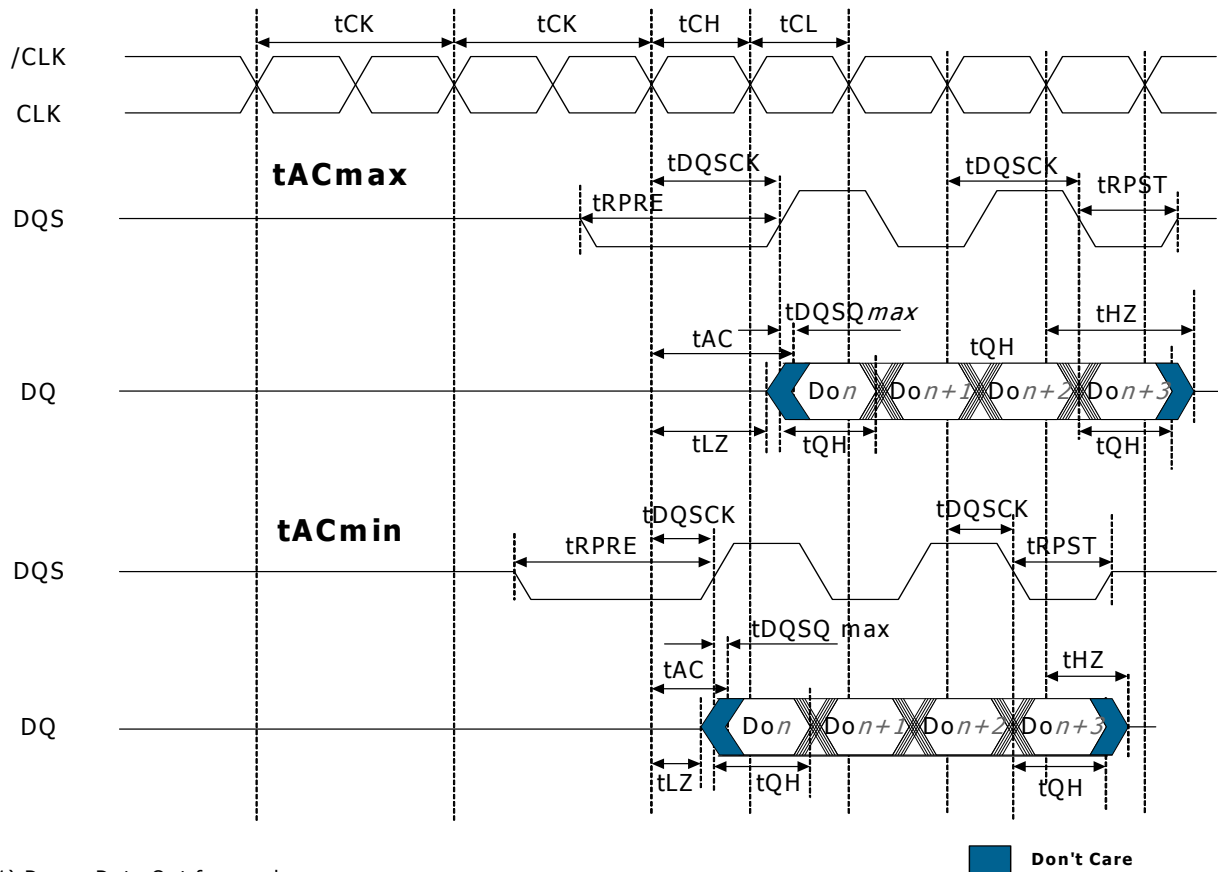 tCK tCK tCH tCL
/CLK
CLK
tACmax
tDQSCK tDQSCK
tRPRE tRPST
DQS
tDQSQmax
tHZ
tAC
tQH
DQ
Don Don+1 Don+2 Don+3
tLZ tQH tQH
tACmin
tDQSCK tDQSCK
tRPRE tRPST
DQS
tDQSQ max
tAC tHZ
DQ
Don Don+1 Don+2 Don+3
tLZ tQH tQH
Don't Care